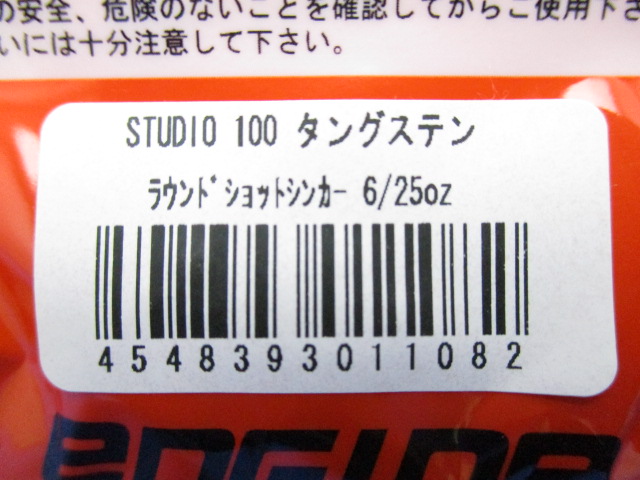 の安全、危険のないことを確認してからご使用下さ
いには十分注意して下さい。
STUDIO 100 タングステン
ﾗｳﾝﾄﾞｼｮｯﾄｼﾝｶｰ 6/25oz
4548393011082